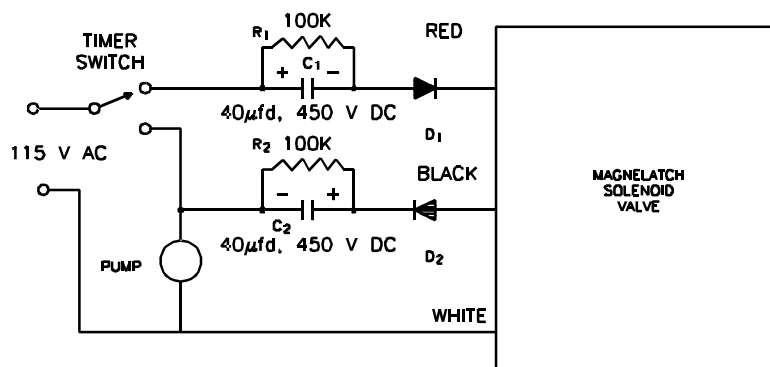 TIMER
SWITCH
115 V AC
R1 100K
+ C1 −
40µfd, 450 V DC
RED
D1
R2 100K
− +
C2
40µfd, 450 V DC
BLACK
D2
PUMP
WHITE
MAGNELATCH
SOLENOID
VALVE